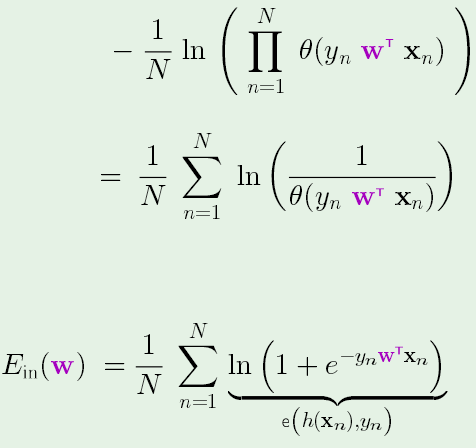 − 1/N ln ( ∏_{n=1}^{N} θ(y_n w^T x_n) )
= 1/N ∑_{n=1}^{N} ln ( 1 / θ(y_n w^T x_n) )
E_in(w) = 1/N ∑_{n=1}^{N} ln ( 1 + e^{−y_n w^T x_n} )
e(h(x_n), y_n)